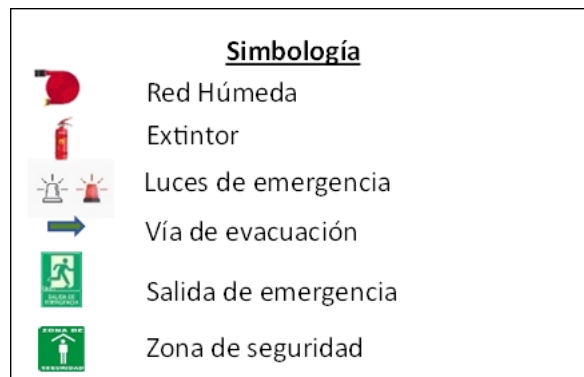 Simbología
Red Húmeda
Extintor
Luces de emergencia
Vía de evacuación
SALIDA DE
EMERGENCIA
Salida de emergencia
ZONA DE
SEGURIDAD
Zona de seguridad